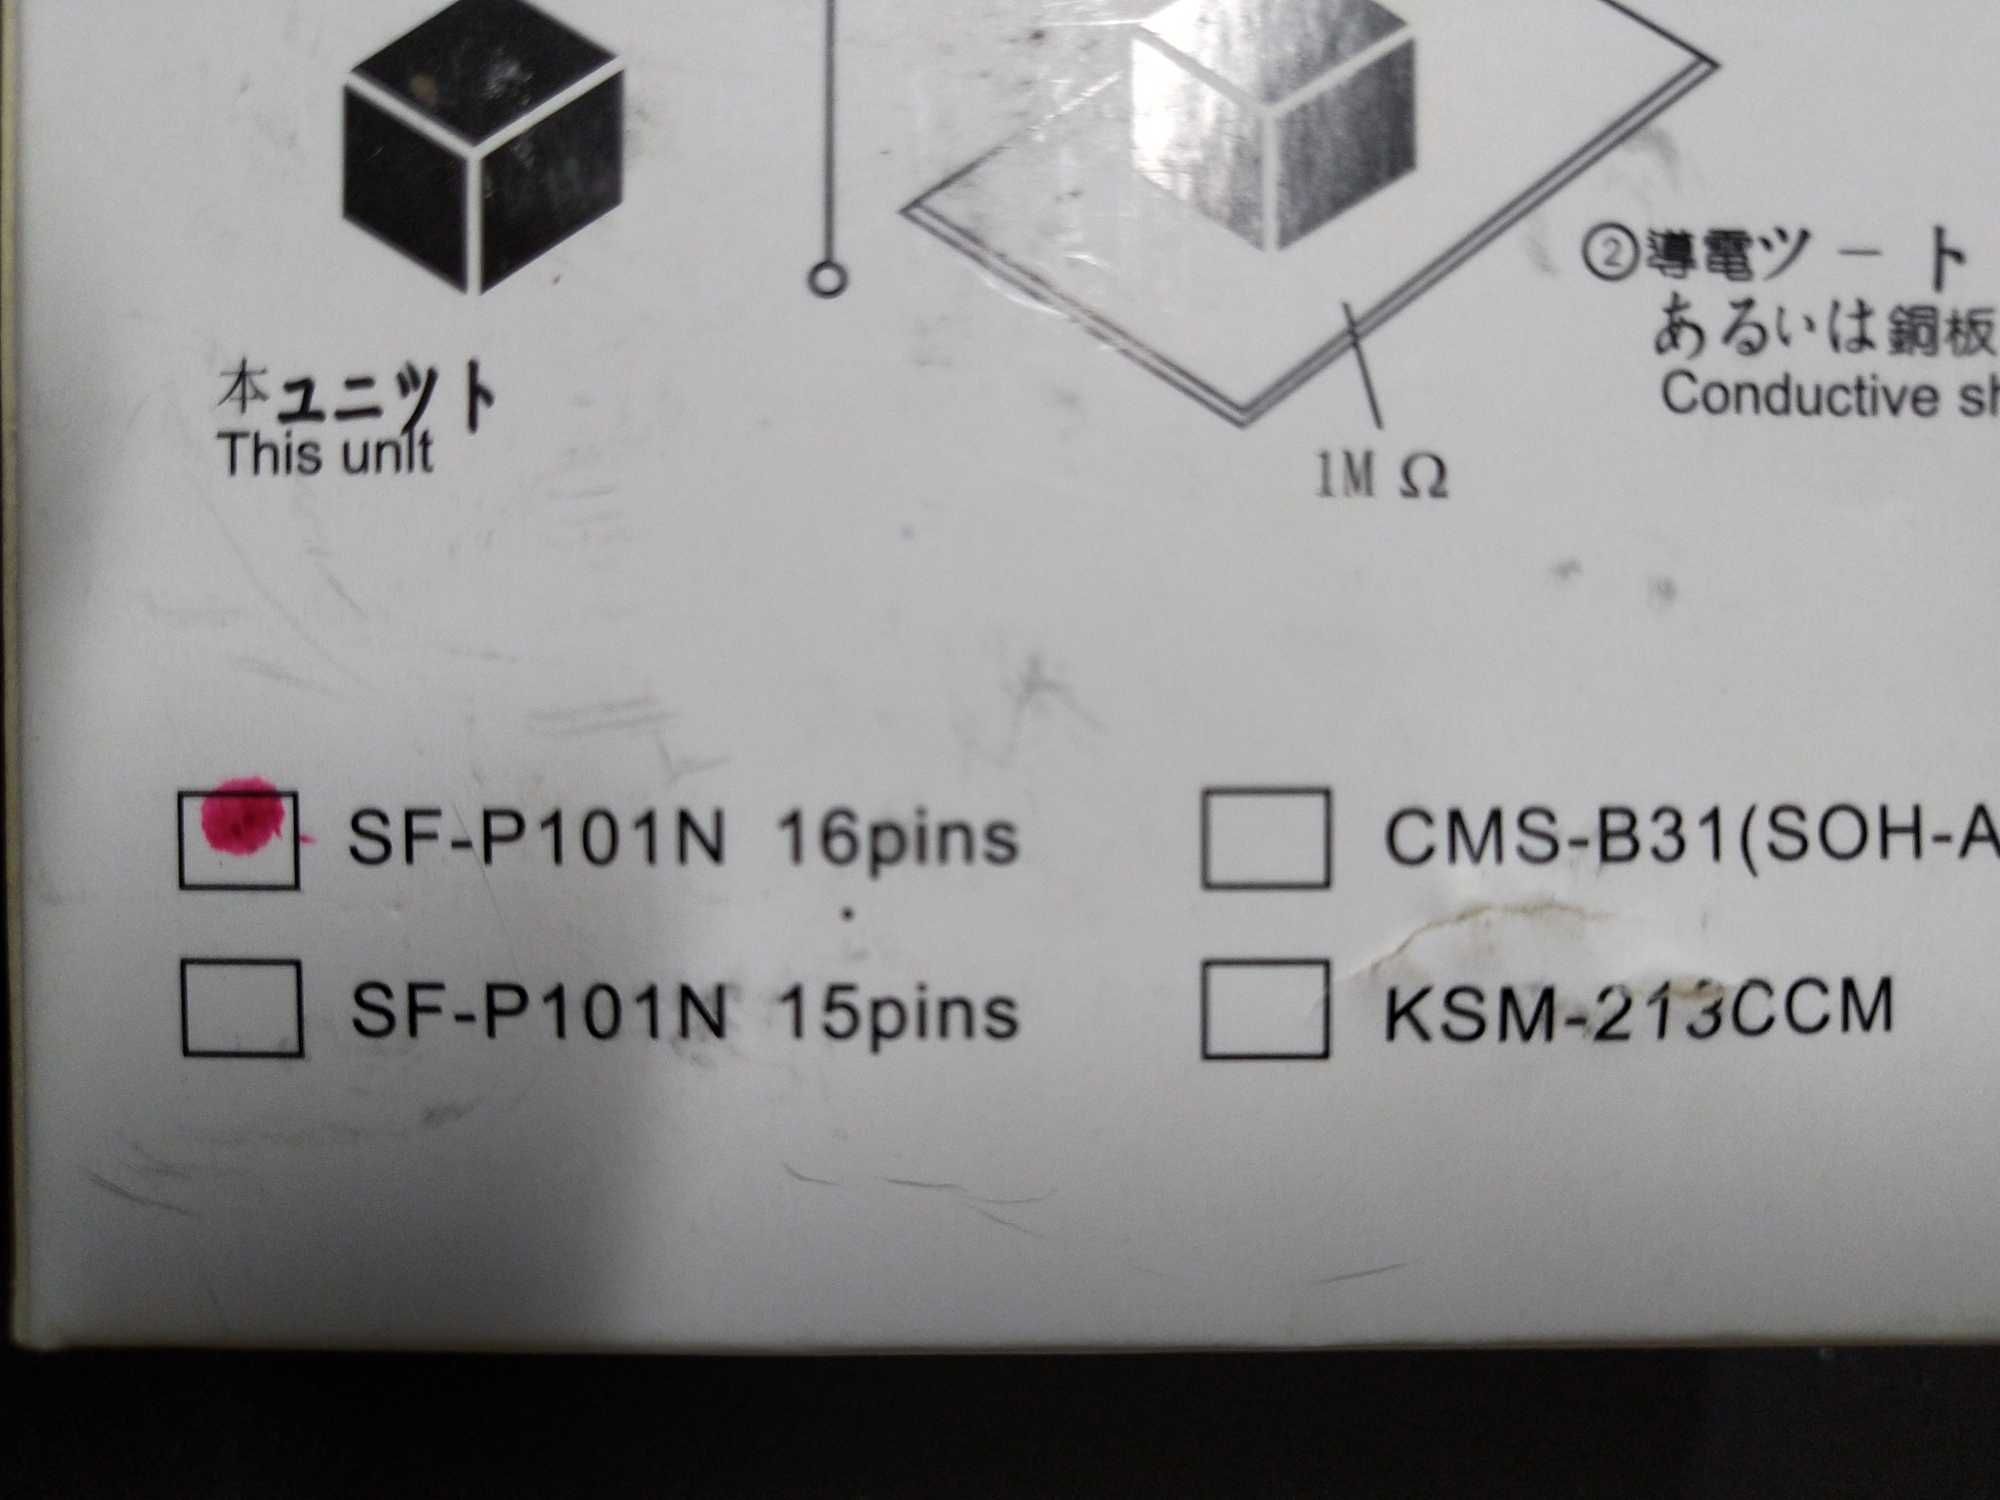 本ユニツト
This unit
②導電ツート
あるいは銅板
Conductive sh
1M Ω
SF-P101N 16pins
CMS-B31(SOH-A
SF-P101N 15pins
KSM-213CCM